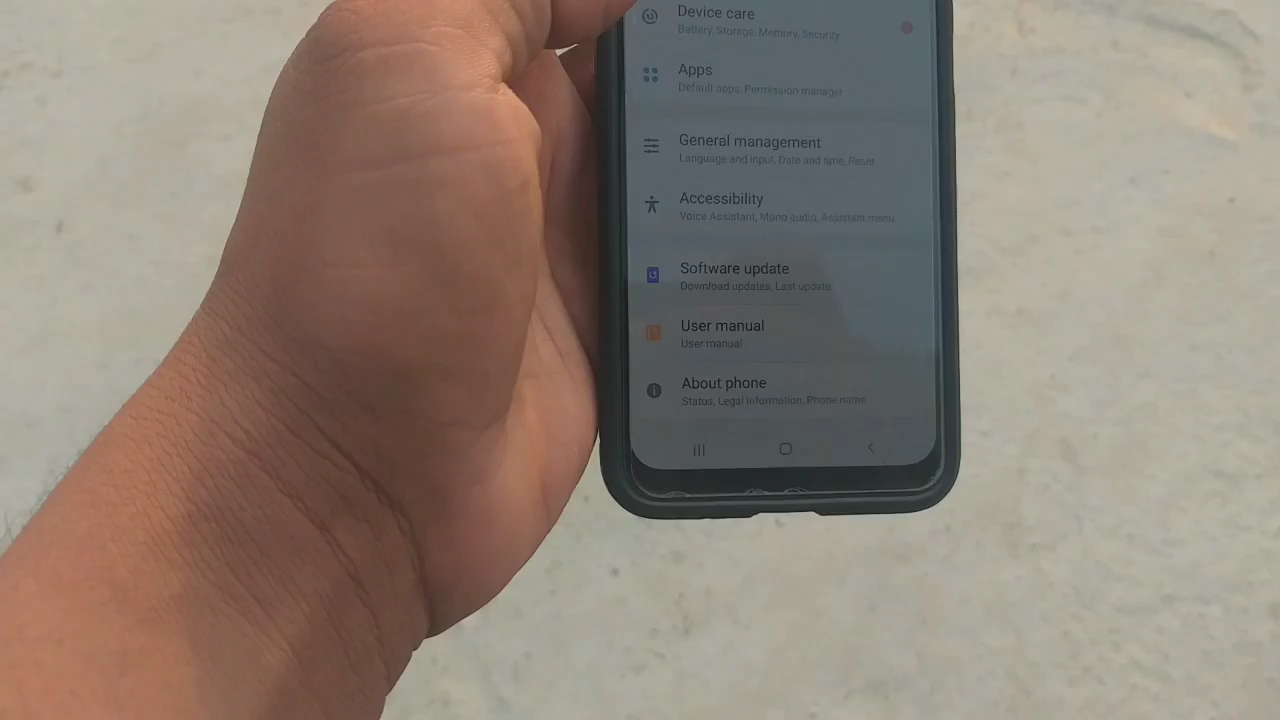 Device care
Battery, Storage, Memory, Security
Apps
Default apps, Permission manager
General management
Language and input, Date and time, Reset
Accessibility
Voice Assistant, Mono audio, Assistant menu
Software update
Download updates, Last update
User manual
User manual
About phone
Status, Legal information, Phone name